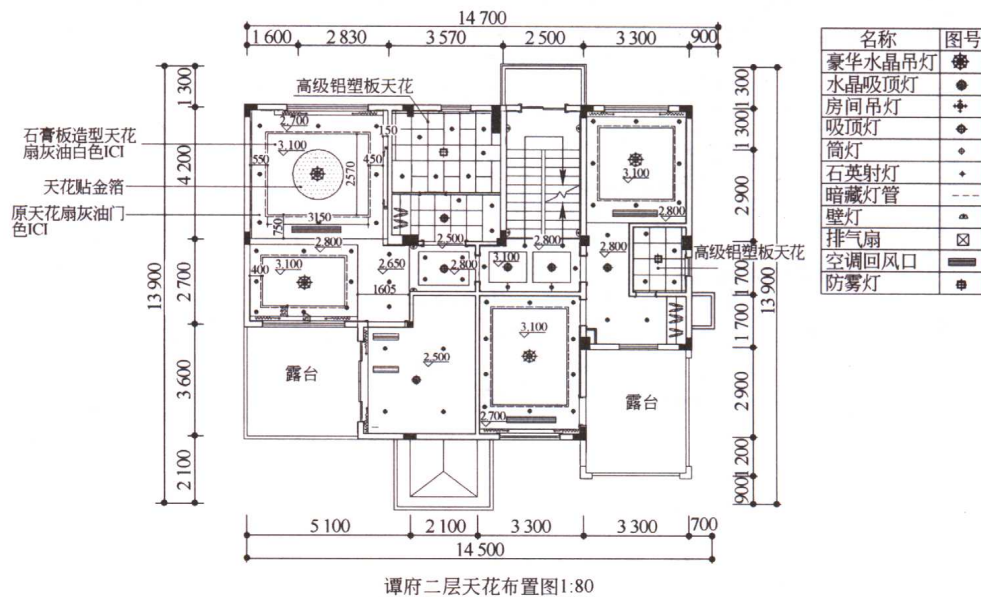 14 700
1 600 2 830 3 570 2 500 3 300 900
名称 图号
豪华水晶吊灯
水晶吸顶灯
房间吊灯
吸顶灯
筒灯
石英射灯
暗藏灯管
壁灯
排气扇
空调回风口
防雾灯
高级铝塑板天花
石膏板造型天花
扇灰油白色ICI
天花贴金箔
原天花扇灰油门
色ICI
高级铝塑板天花
13 900
1 300
4 200
2 700
3 600
2 100
1 300
1 300
2 900
1 700
1 700
2 900
1 200
900
13 900
2.700
3.100
150
550
450
2570
3150
750
2.800
3.100
400
2.650
1605
2.500
2.800
3.100
2.800
3.100
2.800
2.800
3.100
2.700
2.500
露台
露台
5 100 2 100 3 300 3 300 700
14 500
谭府二层天花布置图1:80